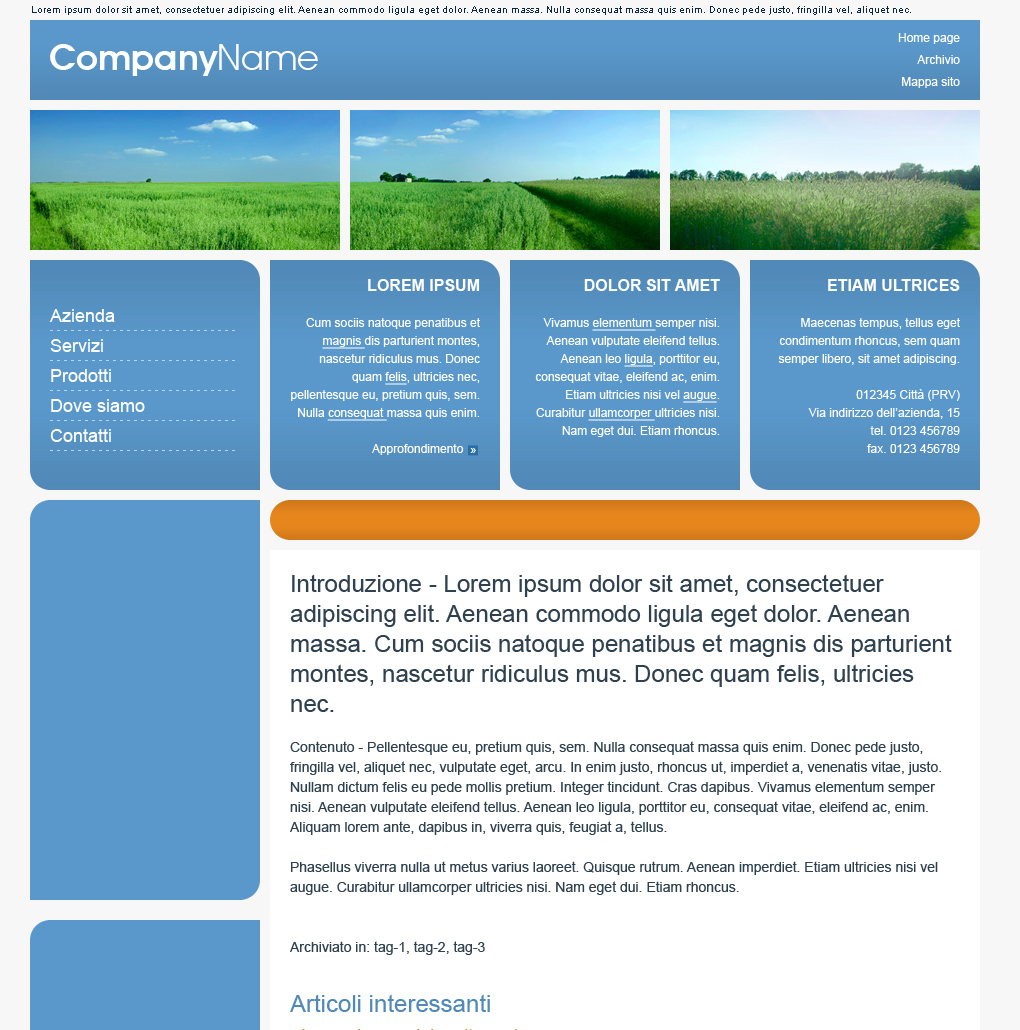 Lorem ipsum dolor sit amet, consectetuer adipiscing elit. Aenean commodo ligula eget dolor. Aenean massa. Nulla consequat massa quis enim. Donec pede justo, fringilla vel, aliquet nec.
CompanyName
Home page
Archivio
Mappa sito
Azienda
Servizi
Prodotti
Dove siamo
Contatti
LOREM IPSUM
Cum sociis natoque penatibus et
magnis dis parturient montes,
nascetur ridiculus mus. Donec
quam felis, ultricies nec,
pellentesque eu, pretium quis, sem.
Nulla consequat massa quis enim.
Approfondimento »
DOLOR SIT AMET
Vivamus elementum semper nisi.
Aenean vulputate eleifend tellus.
Aenean leo ligula, porttitor eu,
consequat vitae, eleifend ac, enim.
Etiam ultricies nisi vel augue.
Curabitur ullamcorper ultricies nisi.
Nam eget dui. Etiam rhoncus.
ETIAM ULTRICES
Maecenas tempus, tellus eget
condimentum rhoncus, sem quam
semper libero, sit amet adipiscing.
012345 Città (PRV)
Via indirizzo dell'azienda, 15
tel. 0123 456789
fax. 0123 456789
Introduzione - Lorem ipsum dolor sit amet, consectetuer
adipiscing elit. Aenean commodo ligula eget dolor. Aenean
massa. Cum sociis natoque penatibus et magnis dis parturient
montes, nascetur ridiculus mus. Donec quam felis, ultricies
nec.
Contenuto - Pellentesque eu, pretium quis, sem. Nulla consequat massa quis enim. Donec pede justo,
fringilla vel, aliquet nec, vulputate eget, arcu. In enim justo, rhoncus ut, imperdiet a, venenatis vitae, justo.
Nullam dictum felis eu pede mollis pretium. Integer tincidunt. Cras dapibus. Vivamus elementum semper
nisi. Aenean vulputate eleifend tellus. Aenean leo ligula, porttitor eu, consequat vitae, eleifend ac, enim.
Aliquam lorem ante, dapibus in, viverra quis, feugiat a, tellus.
Phasellus viverra nulla ut metus varius laoreet. Quisque rutrum. Aenean imperdiet. Etiam ultricies nisi vel
augue. Curabitur ullamcorper ultricies nisi. Nam eget dui. Etiam rhoncus.
Archiviato in: tag-1, tag-2, tag-3
Articoli interessanti